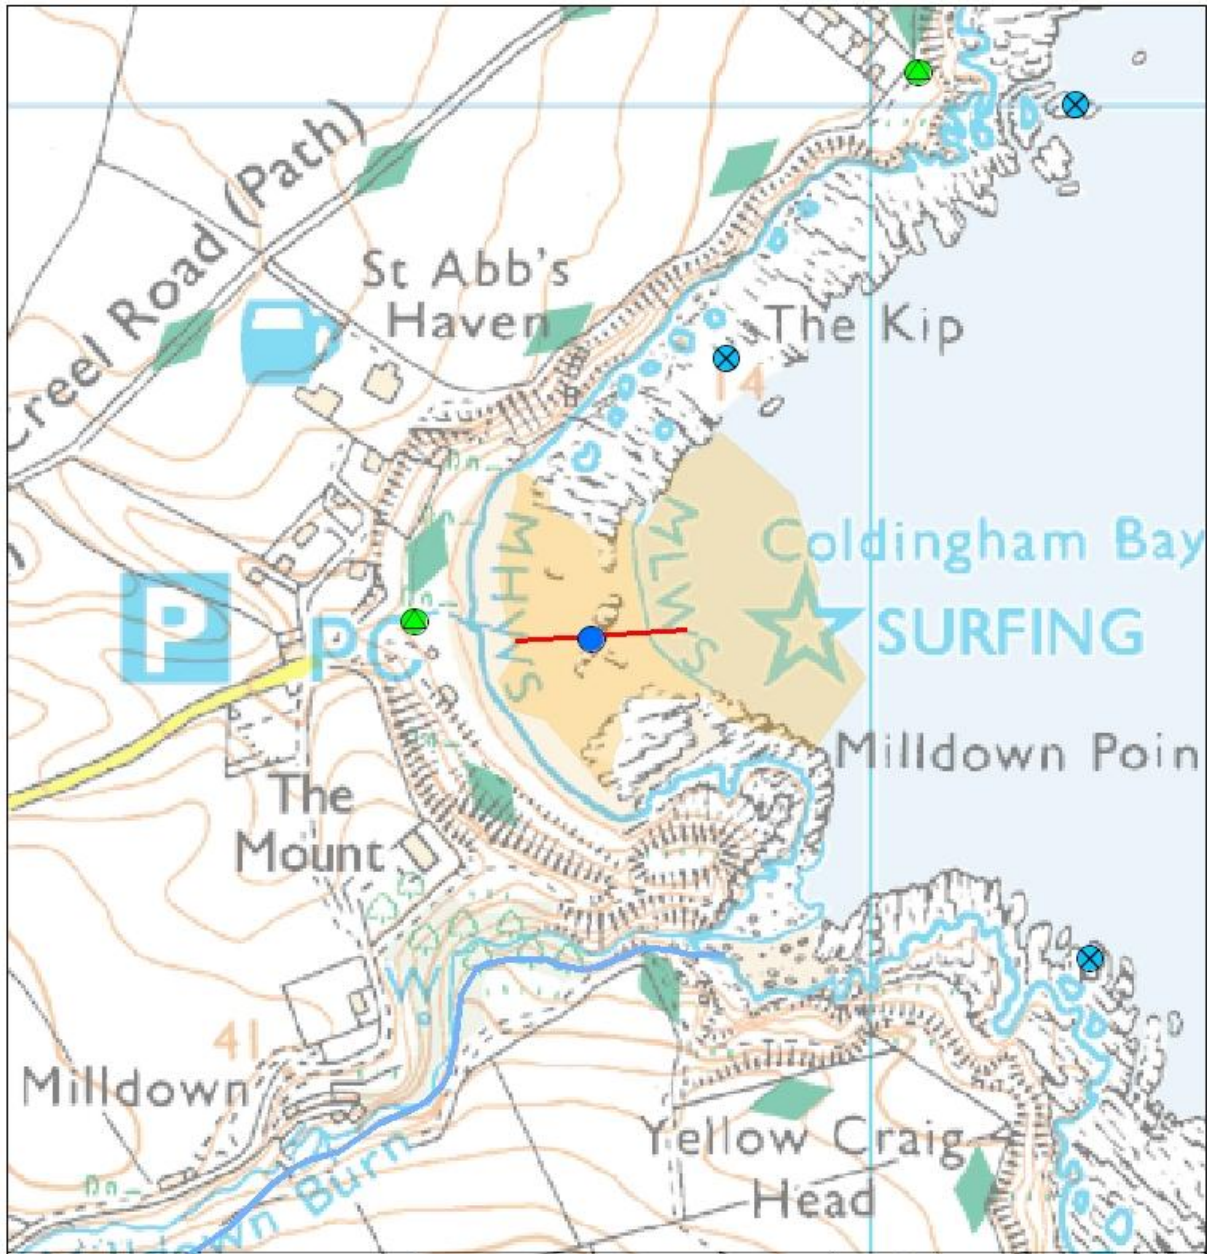 Creel Road (Path)
St Abb's
Haven
The Kip
14
MHWS
MLWS
Coldingham Bay
SURFING
P
PC
Milldown Poin
The
Mount
W
41
Milldown
Yellow Craig
Head
Milldown Burn